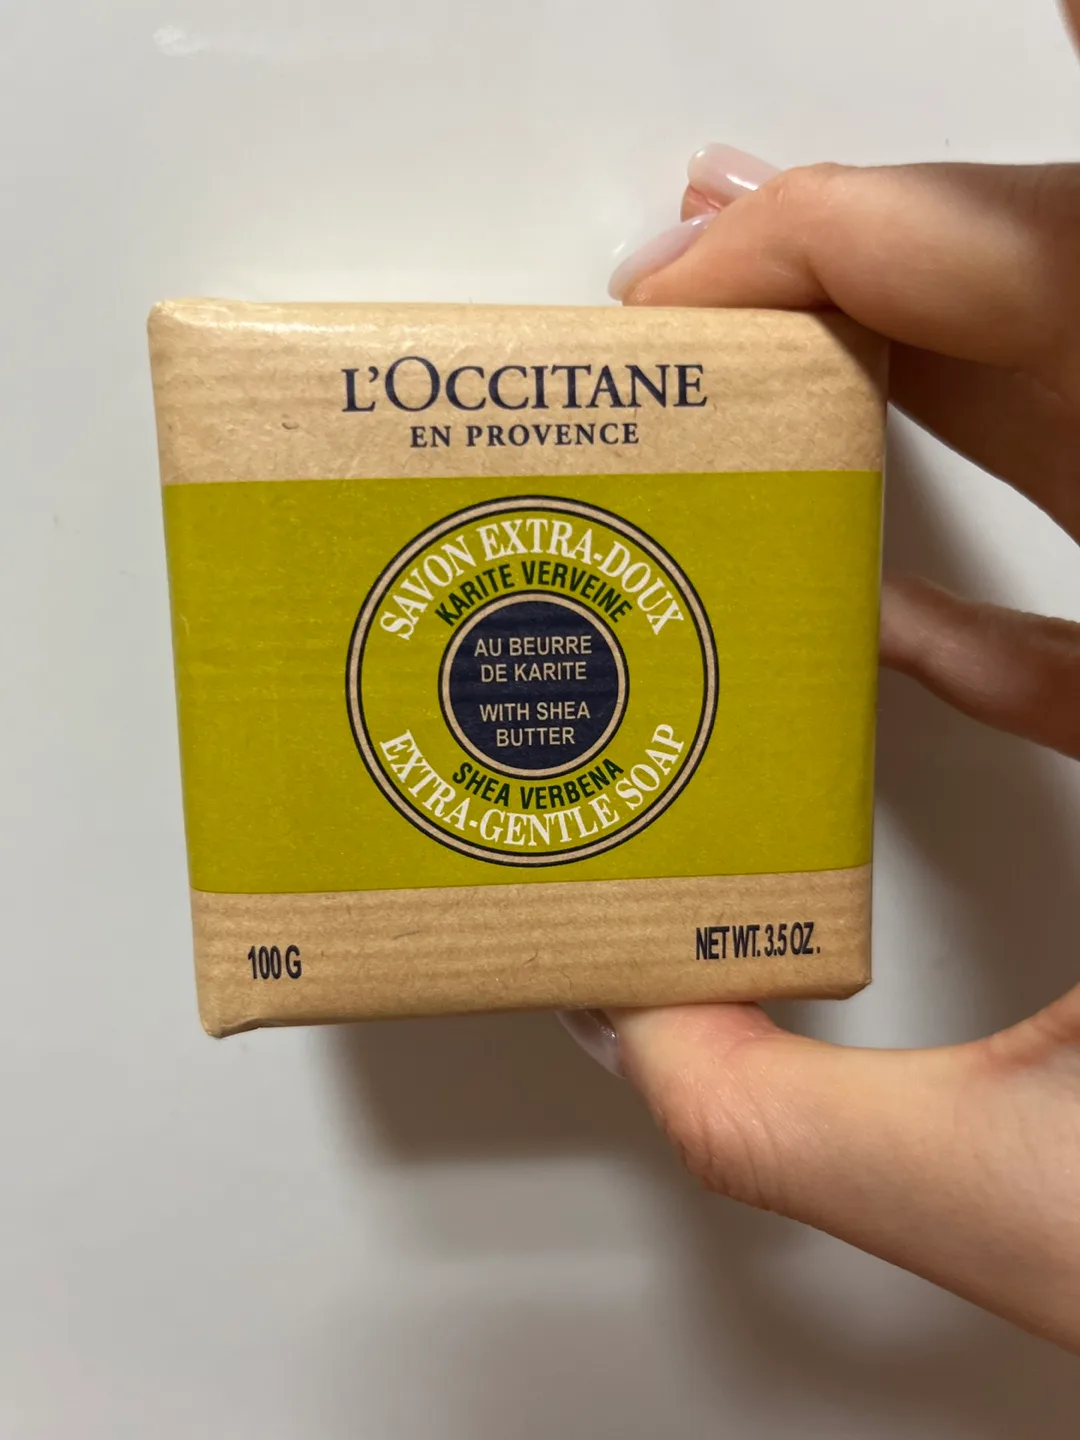 L'OCCITANE
EN PROVENCE
SAVON EXTRA-DOUX
KARITE VERVEINE
AU BEURRE
DE KARITE
WITH SHEA
BUTTER
SHEA VERBENA
EXTRA-GENTLE SOAP
100 G
NET WT. 3.5 OZ.